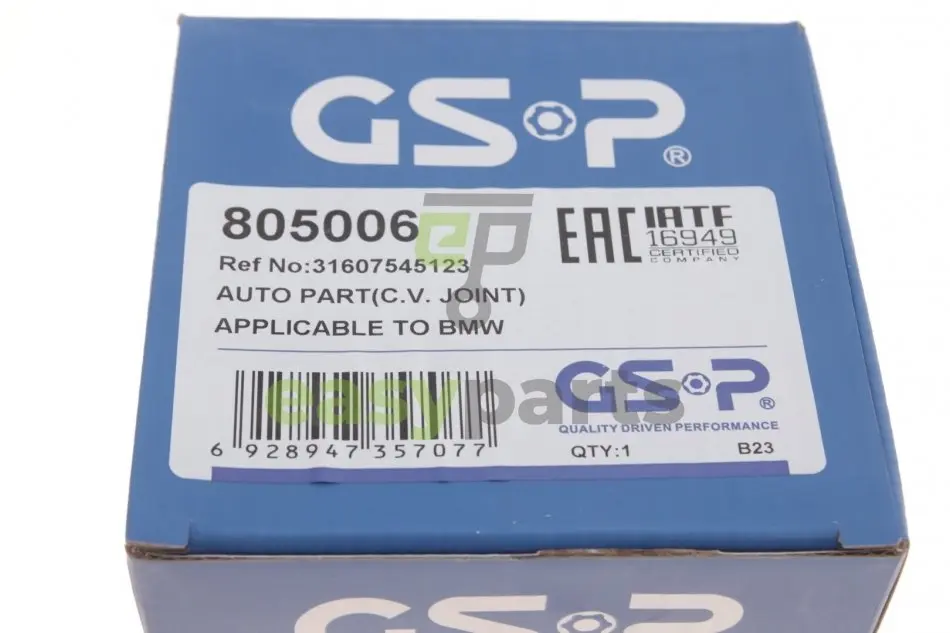 GSP®
805006
ep
Ref No:31607545123
AUTO PART(C.V. JOINT)
APPLICABLE TO BMW
EAC
IATF
16949
CERTIFIED
COMPANY
easyparts
6 928947 357077
GSP®
QUALITY DRIVEN PERFORMANCE
QTY:1 B23
GSP